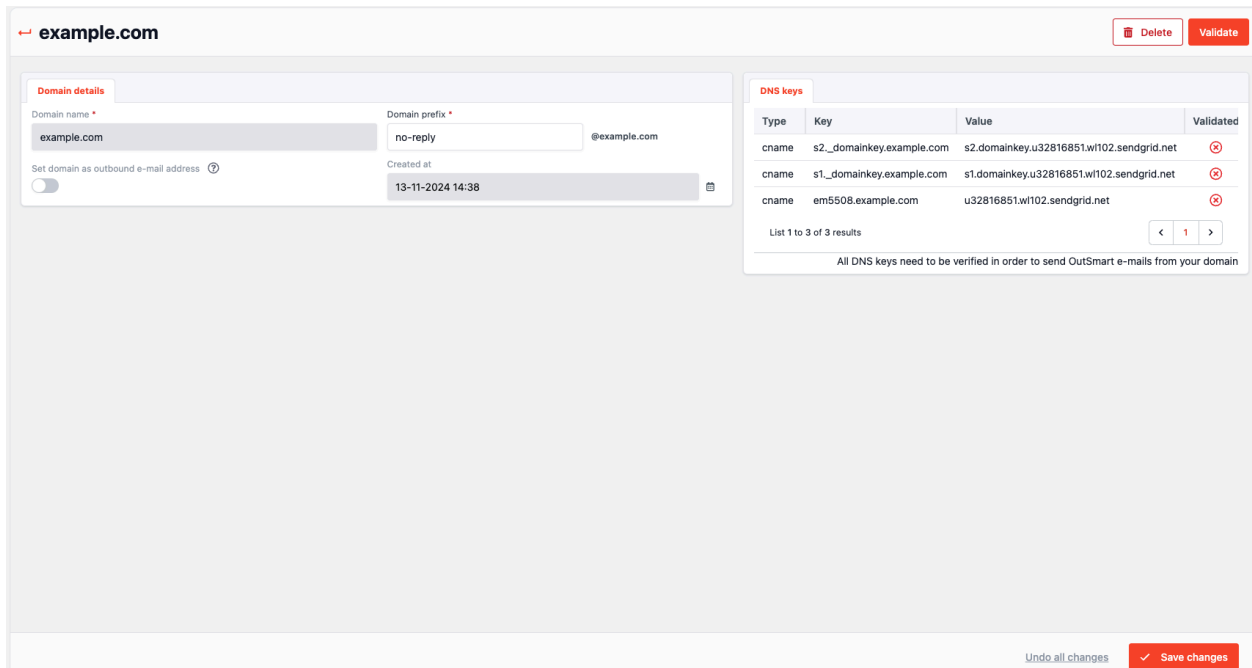 example.com
Delete
Validate
Domain details
Domain name *
example.com
Domain prefix *
no-reply
@example.com
Set domain as outbound e-mail address ?
Created at
13-11-2024 14:38
DNS keys
Type Key Value Validated
cname s2._domainkey.example.com s2.domainkey.u32816851.wl102.sendgrid.net
cname s1._domainkey.example.com s1.domainkey.u32816851.wl102.sendgrid.net
cname em5508.example.com u32816851.wl102.sendgrid.net
List 1 to 3 of 3 results
1
All DNS keys need to be verified in order to send OutSmart e-mails from your domain
Undo all changes
Save changes